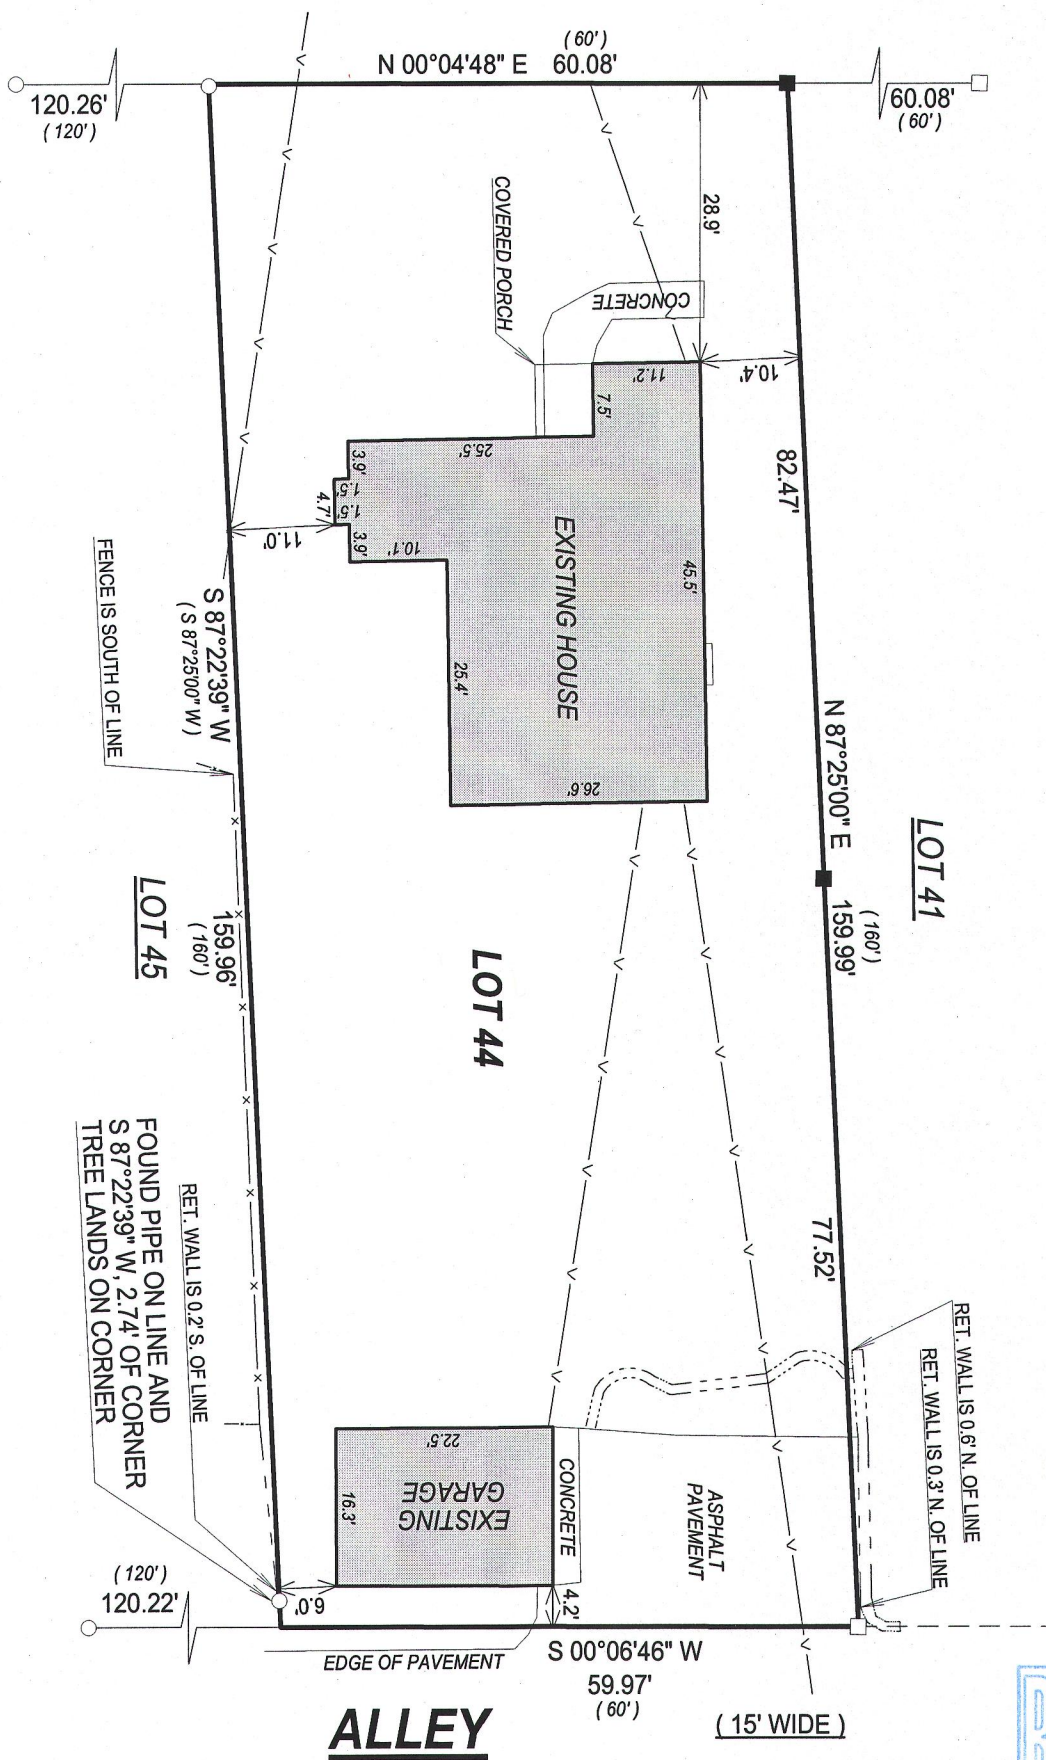 (60')
N 00°04'48" E 60.08'
120.26'
(120')
60.08'
(60')
28.9'
COVERED PORCH
CONCRETE
10.4'
11.2'
7.5'
82.47'
25.5'
3.9'
1.5'
4.7'
1.5'
3.9'
10.1'
11.0'
EXISTING HOUSE
45.5'
25.4'
26.6'
FENCE IS SOUTH OF LINE
S 87°22'39" W
(S 87°25'00" W)
N 87°25'00" E
(160')
159.99'
LOT 41
LOT 45
159.96'
(160')
LOT 44
77.52'
FOUND PIPE ON LINE AND
S 87°22'39" W, 2.74' OF CORNER
TREE LANDS ON CORNER
RET. WALL IS 0.2' S. OF LINE
RET. WALL IS 0.6' N. OF LINE
RET. WALL IS 0.3' N. OF LINE
22.5'
EXISTING
GARAGE
16.3'
CONCRETE
ASPHALT
PAVEMENT
6.0'
4.2'
(120')
120.22'
EDGE OF PAVEMENT
S 00°06'46" W
59.97'
(60')
ALLEY
(15' WIDE)